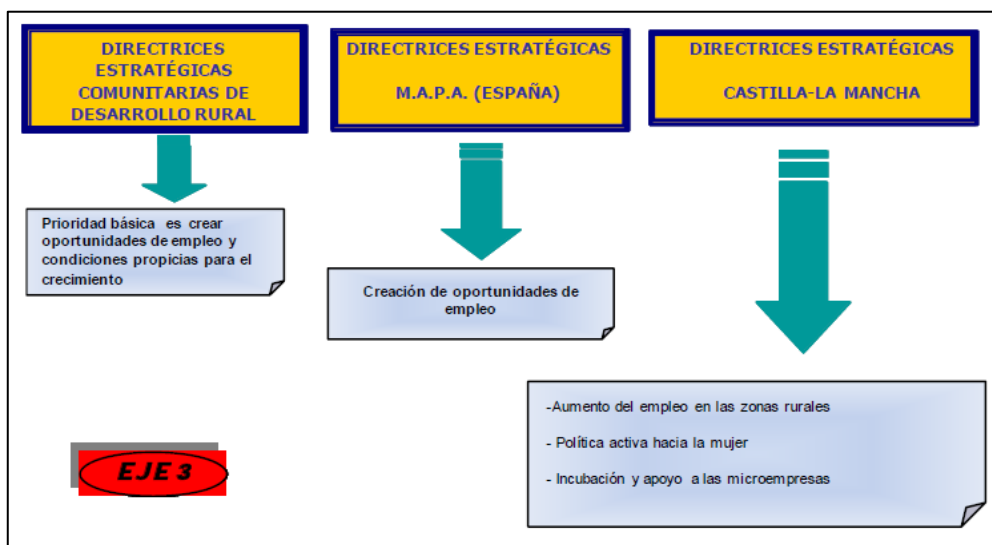 DIRECTRICES
ESTRATÉGICAS
COMUNITARIAS DE
DESARROLLO RURAL
DIRECTRICES ESTRATÉGICAS
M.A.P.A. (ESPAÑA)
DIRECTRICES ESTRATÉGICAS
CASTILLA-LA MANCHA
Prioridad básica es crear
oportunidades de empleo y
condiciones propicias para el
crecimiento
Creación de oportunidades de
empleo
-Aumento del empleo en las zonas rurales
- Política activa hacia la mujer
- Incubación y apoyo a las microempresas
EJE 3